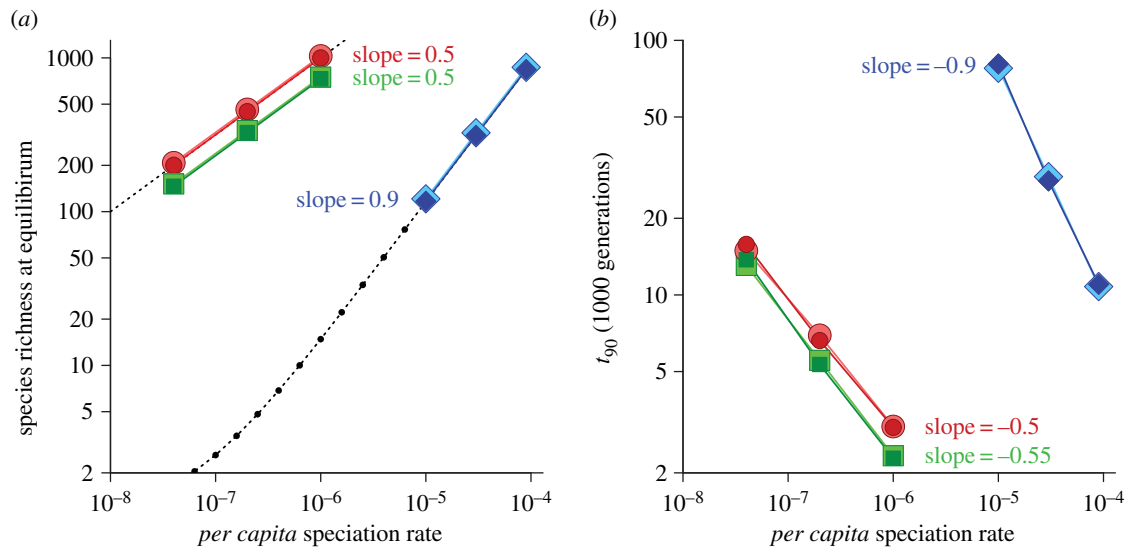 (a)
1000
500
200
100
50
20
10
5
2
species richness at equilibirum
slope = 0.5
slope = 0.5
slope = 0.9
10–8
10–7
10–6
10–5
10–4
per capita speciation rate
(b)
100
50
20
10
5
2
t90 (1000 generations)
slope = –0.9
slope = –0.5
slope = –0.55
10–8
10–7
10–6
10–5
10–4
per capita speciation rate